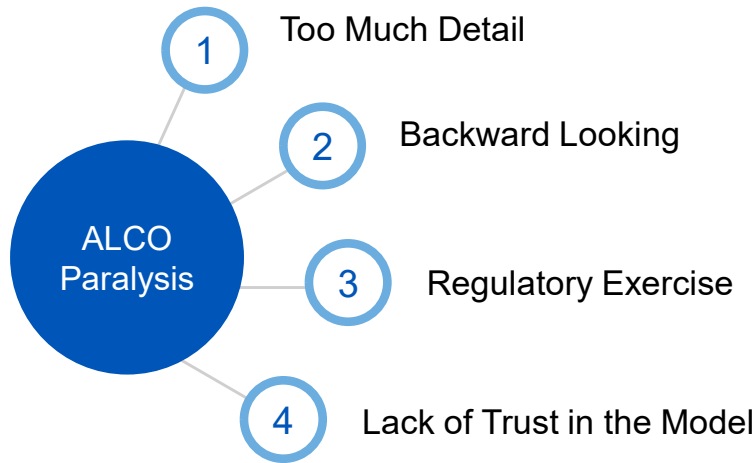 1 Too Much Detail
2 Backward Looking
ALCO
Paralysis
3 Regulatory Exercise
4 Lack of Trust in the Model